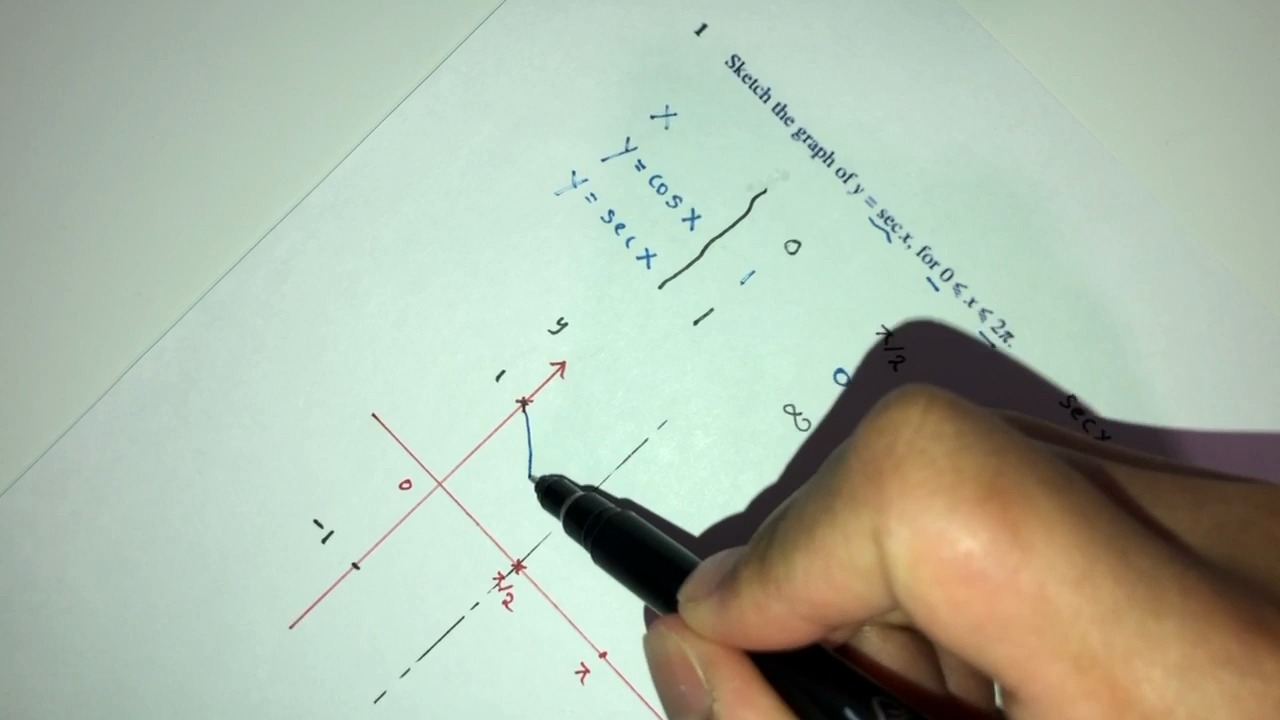 1 Sketch the graph of y = sec x, for 0 ⩽ x ⩽ 2π.
x 0 π/2
y = cos x 1 0
y = sec x 1 ∞
sec x
y
1
0
-1
π/2
π